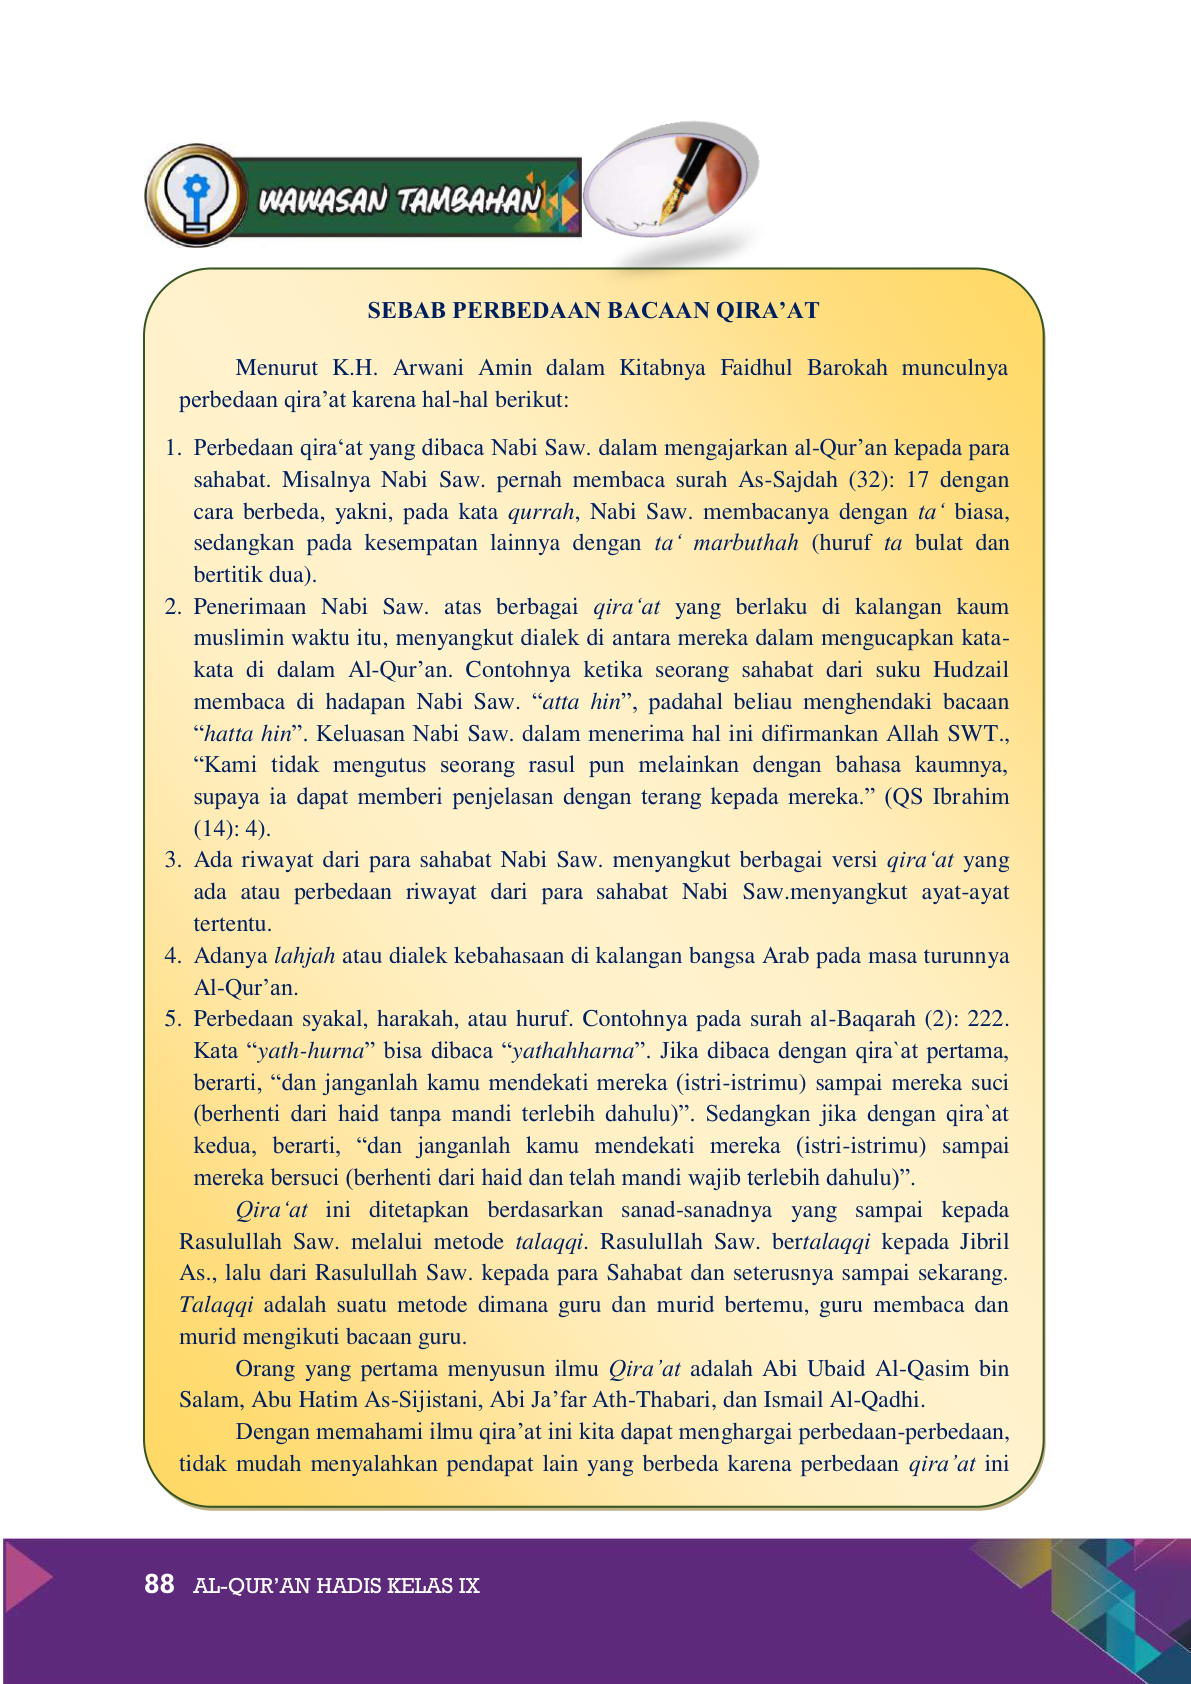 WAWASAN TAMBAHAN
SEBAB PERBEDAAN BACAAN QIRA’AT
Menurut K.H. Arwani Amin dalam Kitabnya Faidhul Barokah munculnya
perbedaan qira’at karena hal-hal berikut:
1. Perbedaan qira‘at yang dibaca Nabi Saw. dalam mengajarkan al-Qur’an kepada para
sahabat. Misalnya Nabi Saw. pernah membaca surah As-Sajdah (32): 17 dengan
cara berbeda, yakni, pada kata qurrah, Nabi Saw. membacanya dengan ta‘ biasa,
sedangkan pada kesempatan lainnya dengan ta‘ marbuthah (huruf ta bulat dan
bertitik dua).
2. Penerimaan Nabi Saw. atas berbagai qira‘at yang berlaku di kalangan kaum
muslimin waktu itu, menyangkut dialek di antara mereka dalam mengucapkan kata-
kata di dalam Al-Qur’an. Contohnya ketika seorang sahabat dari suku Hudzail
membaca di hadapan Nabi Saw. “atta hin”, padahal beliau menghendaki bacaan
“hatta hin”. Keluasan Nabi Saw. dalam menerima hal ini difirmankan Allah SWT.,
“Kami tidak mengutus seorang rasul pun melainkan dengan bahasa kaumnya,
supaya ia dapat memberi penjelasan dengan terang kepada mereka.” (QS Ibrahim
(14): 4).
3. Ada riwayat dari para sahabat Nabi Saw. menyangkut berbagai versi qira‘at yang
ada atau perbedaan riwayat dari para sahabat Nabi Saw.menyangkut ayat-ayat
tertentu.
4. Adanya lahjah atau dialek kebahasaan di kalangan bangsa Arab pada masa turunnya
Al-Qur’an.
5. Perbedaan syakal, harakah, atau huruf. Contohnya pada surah al-Baqarah (2): 222.
Kata “yath-hurna” bisa dibaca “yathahharna”. Jika dibaca dengan qira`at pertama,
berarti, “dan janganlah kamu mendekati mereka (istri-istrimu) sampai mereka suci
(berhenti dari haid tanpa mandi terlebih dahulu)”. Sedangkan jika dengan qira`at
kedua, berarti, “dan janganlah kamu mendekati mereka (istri-istrimu) sampai
mereka bersuci (berhenti dari haid dan telah mandi wajib terlebih dahulu)”.
Qira‘at ini ditetapkan berdasarkan sanad-sanadnya yang sampai kepada
Rasulullah Saw. melalui metode talaqqi. Rasulullah Saw. bertalaqqi kepada Jibril
As., lalu dari Rasulullah Saw. kepada para Sahabat dan seterusnya sampai sekarang.
Talaqqi adalah suatu metode dimana guru dan murid bertemu, guru membaca dan
murid mengikuti bacaan guru.
Orang yang pertama menyusun ilmu Qira’at adalah Abi Ubaid Al-Qasim bin
Salam, Abu Hatim As-Sijistani, Abi Ja’far Ath-Thabari, dan Ismail Al-Qadhi.
Dengan memahami ilmu qira’at ini kita dapat menghargai perbedaan-perbedaan,
tidak mudah menyalahkan pendapat lain yang berbeda karena perbedaan qira’at ini
88 AL-QUR’AN HADIS KELAS IX